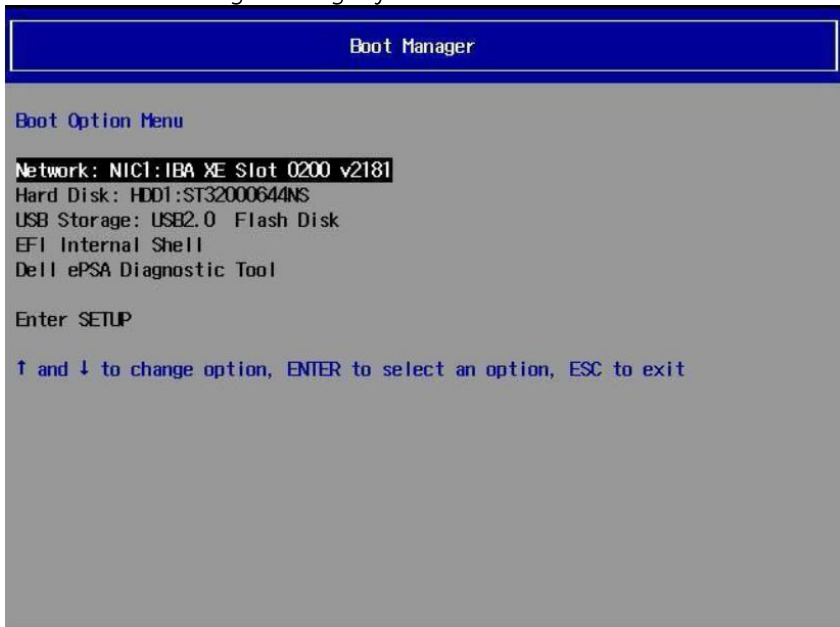 Boot Manager
Boot Option Menu
Network: NIC1:IBA XE Slot 0200 v2181
Hard Disk: HDD1:ST32000644NS
USB Storage: USB2.0 Flash Disk
EFI Internal Shell
Dell ePSA Diagnostic Tool
Enter SETUP
↑ and ↓ to change option, ENTER to select an option, ESC to exit